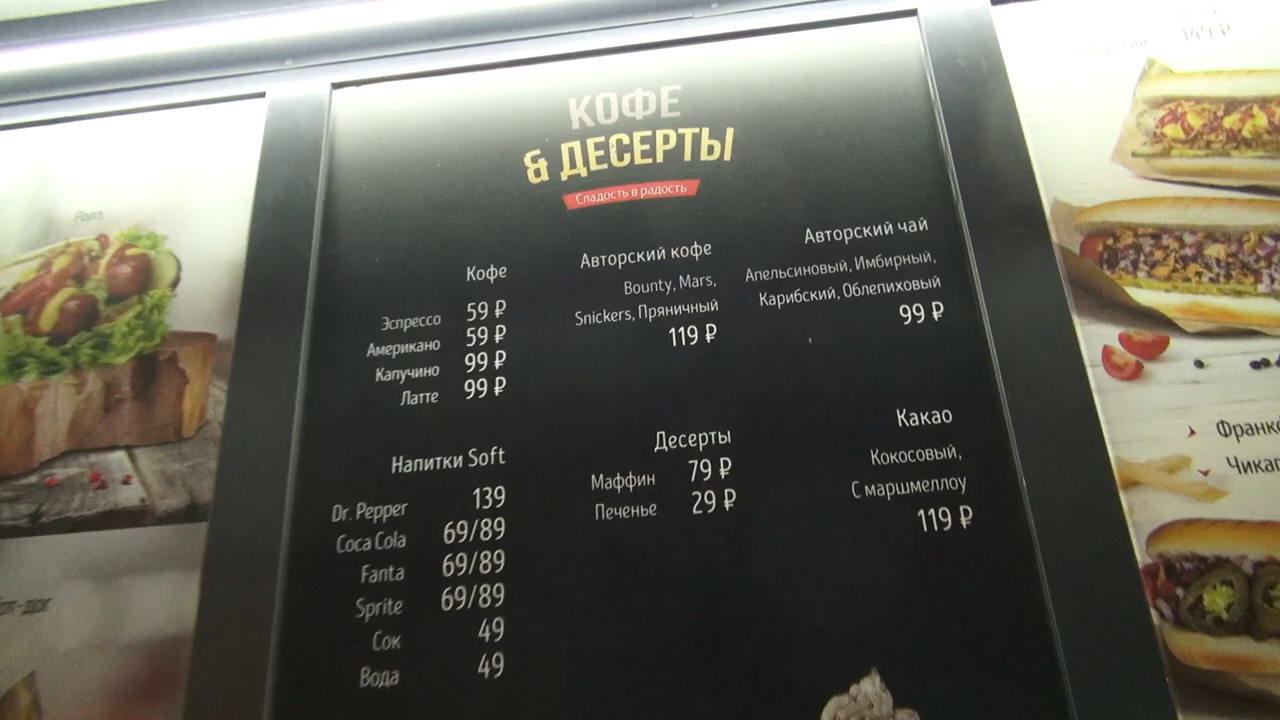 КОФЕ
& ДЕСЕРТЫ
Сладость в радость
Кофе
Эспрессо 59 ₽
Американо 59 ₽
Капучино 99 ₽
Латте 99 ₽
Авторский кофе
Bounty, Mars,
Snickers, Пряничный
119 ₽
Авторский чай
Апельсиновый, Имбирный,
Карибский, Облепиховый
99 ₽
Напитки Soft
Dr. Pepper 139
Coca Cola 69/89
Fanta 69/89
Sprite 69/89
Сок 49
Вода 49
Десерты
Маффин 79 ₽
Печенье 29 ₽
Какао
Кокосовый,
С маршмеллоу
119 ₽
Ролл
149 ₽